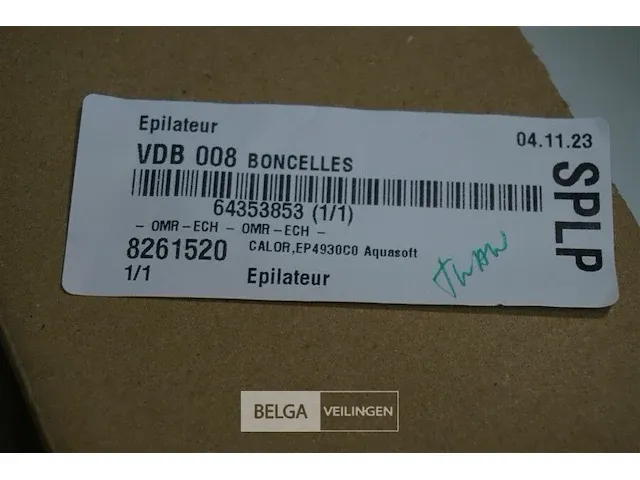 Epilateur
04.11.23
VDB 008 BONCELLES
64353853 (1/1)
- OMR-ECH - OMR-ECH -
8261520 CALOR,EP4930C0 Aquasoft
1/1 Epilateur
SPLP
BELGA VEILINGEN